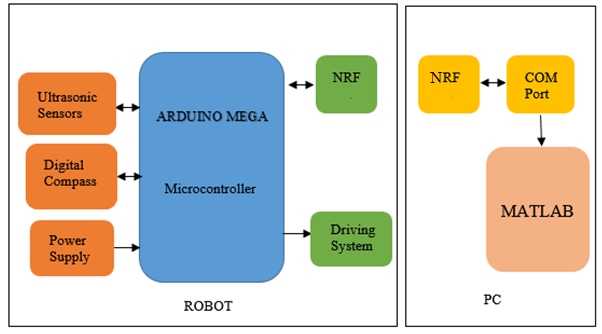 Ultrasonic
Sensors
Digital
Compass
Power
Supply
ARDUINO MEGA
Microcontroller
NRF
Driving
System
ROBOT
NRF
COM
Port
MATLAB
PC